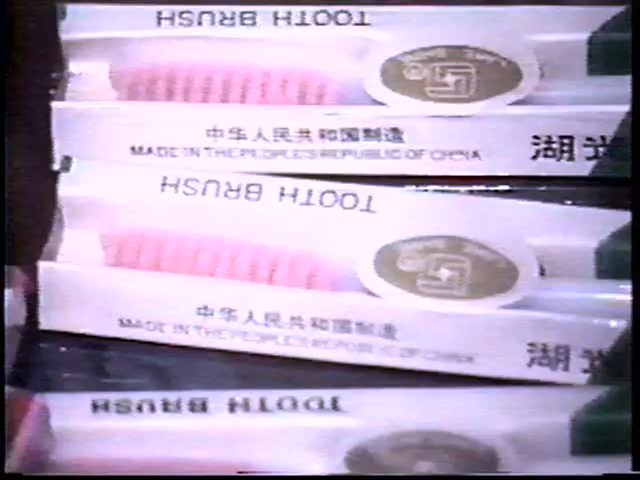 TOOTH BRUSH
中华人民共和国制造
MADE IN THE PEOPLE'S REPUBLIC OF CHINA
湖光
TOOTH BRUSH
中华人民共和国制造
MADE IN THE PEOPLE'S REPUBLIC OF CHINA
湖光
TOOTH BRUSH